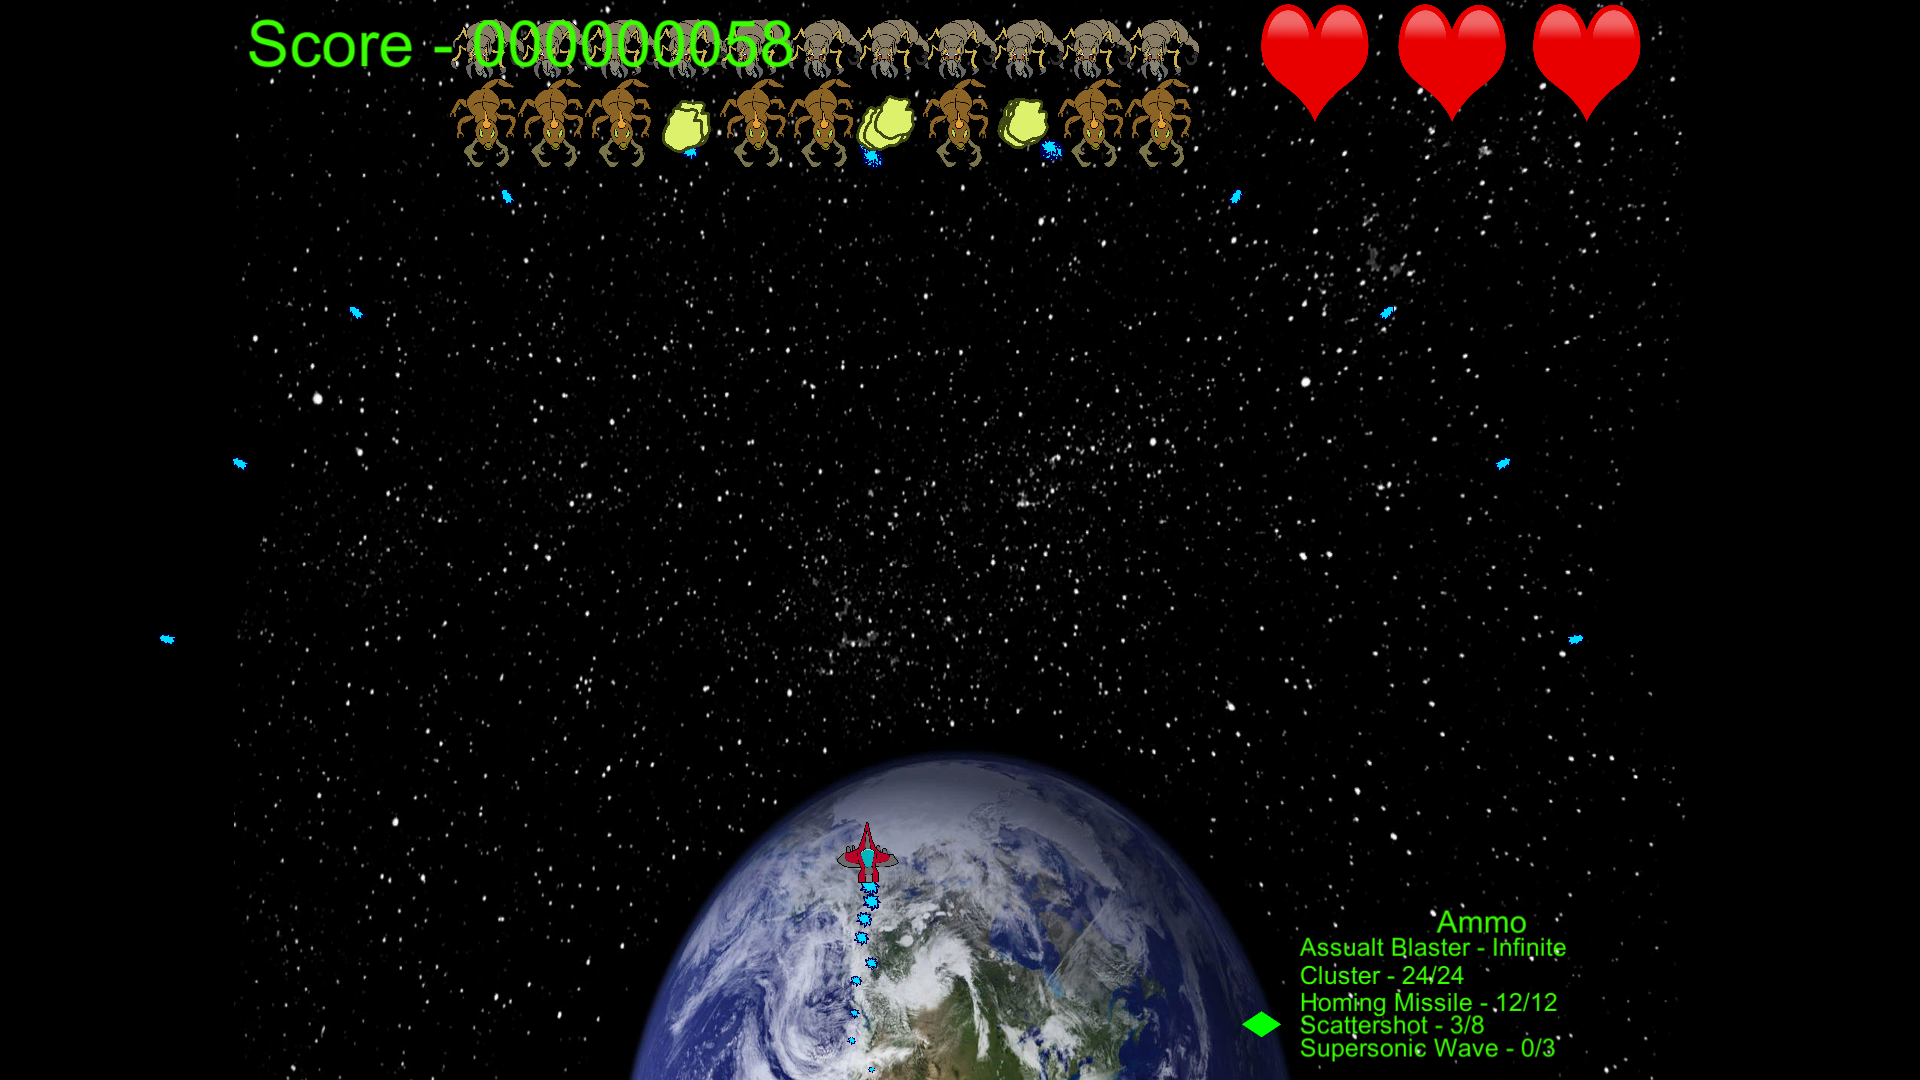 Score - 000000058
Ammo
Assualt Blaster - Infinite
Cluster - 24/24
Homing Missile - 12/12
Scattershot - 3/8
Supersonic Wave - 0/3